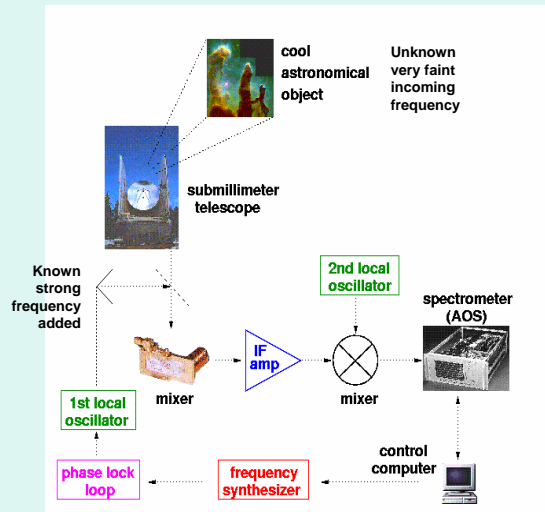 cool
astronomical
object
Unknown
very faint
incoming
frequency
submillimeter
telescope
Known
strong
frequency
added
2nd local
oscillator
spectrometer
(AOS)
IF
amp
mixer
mixer
1st local
oscillator
control
computer
phase lock
loop
frequency
synthesizer